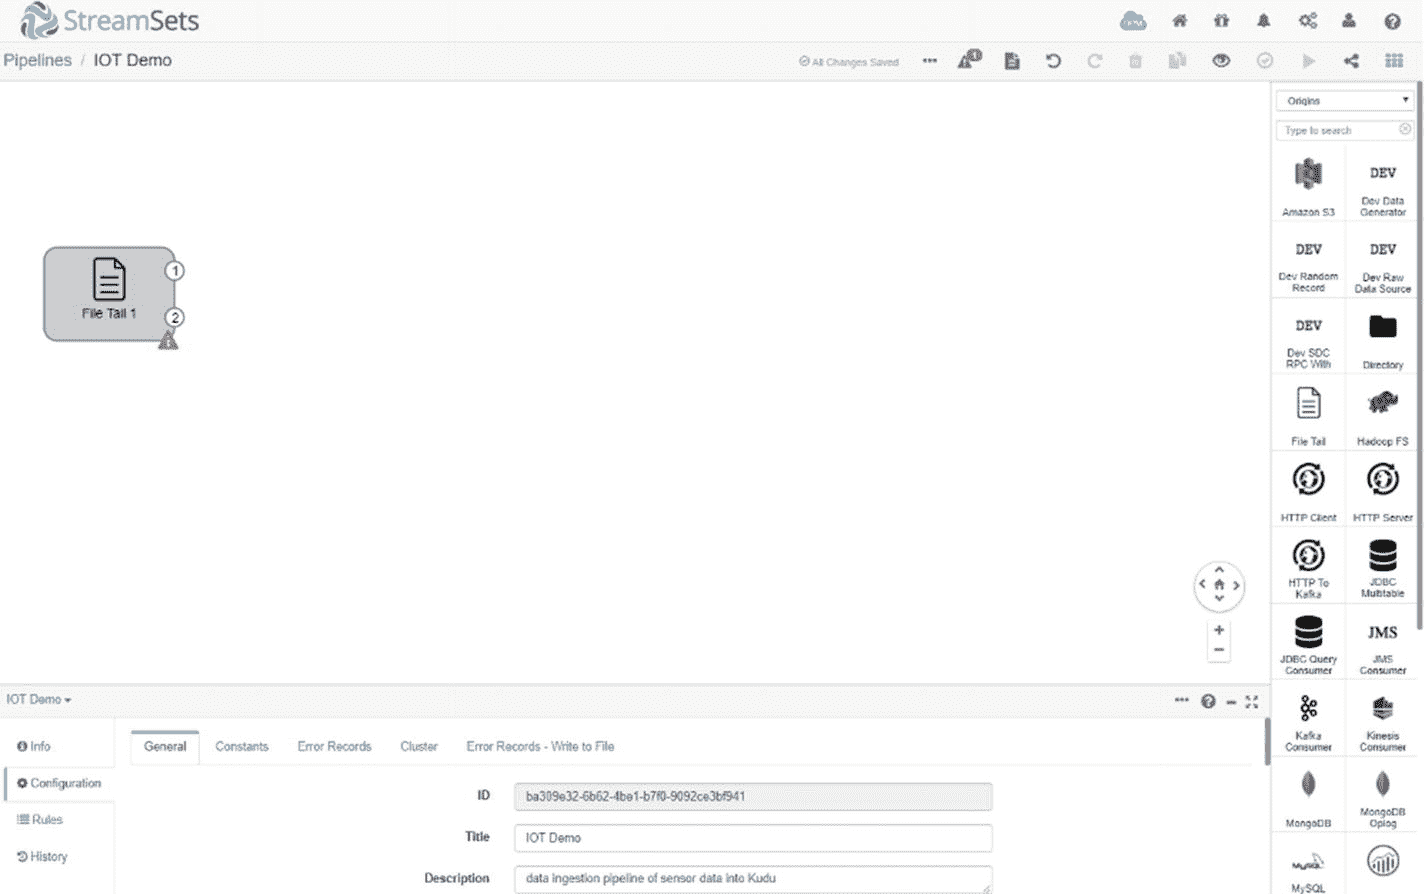 StreamSets
Pipelines / IOT Demo
All Changes Saved
1
Origins
Type to search
Amazon S3
DEV
Dev Data
Generator
DEV
Dev Random
Record
DEV
Dev Raw
Data Source
DEV
Dev SDC
RPC With
Directory
File Tail
Hadoop FS
HTTP Client
HTTP Server
HTTP To
Kafka
JDBC
Multitable
JDBC Query
Consumer
JMS
JMS
Consumer
Kafka
Consumer
Kinesis
Consumer
MongoDB
MongoDB
Oplog
MySQL
MySQL
File Tail 1
1
2
IOT Demo
Info
Configuration
Rules
History
General
Constants
Error Records
Cluster
Error Records - Write to File
ID
ba309e32-6b62-4be1-b7f0-9092ce3bf941
Title
IOT Demo
Description
data ingestion pipeline of sensor data into Kudu